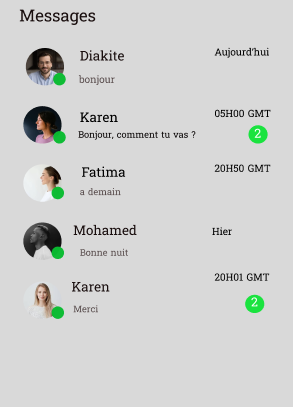 Messages
Diakite
Aujourd'hui
bonjour
Karen
05H00 GMT
Bonjour, comment tu vas ?
2
Fatima
20H50 GMT
a demain
Mohamed
Hier
Bonne nuit
Karen
20H01 GMT
Merci
2